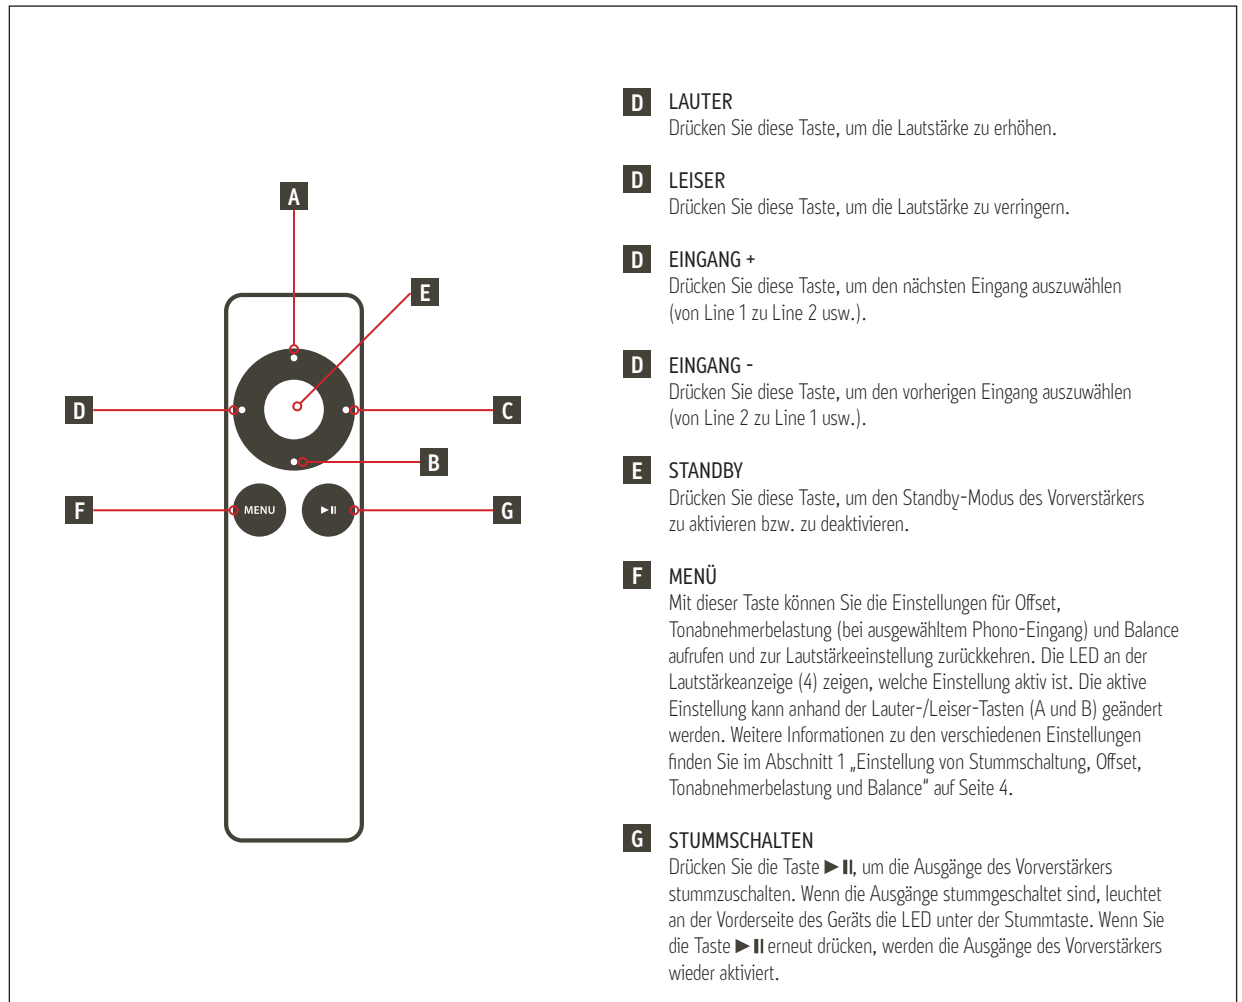 A
E
D
C
B
F
G
MENU
D LAUTER
Drücken Sie diese Taste, um die Lautstärke zu erhöhen.
D LEISER
Drücken Sie diese Taste, um die Lautstärke zu verringern.
D EINGANG +
Drücken Sie diese Taste, um den nächsten Eingang auszuwählen
(von Line 1 zu Line 2 usw.).
D EINGANG -
Drücken Sie diese Taste, um den vorherigen Eingang auszuwählen
(von Line 2 zu Line 1 usw.).
E STANDBY
Drücken Sie diese Taste, um den Standby-Modus des Vorverstärkers
zu aktivieren bzw. zu deaktivieren.
F MENÜ
Mit dieser Taste können Sie die Einstellungen für Offset,
Tonabnehmerbelastung (bei ausgewähltem Phono-Eingang) und Balance
aufrufen und zur Lautstärkeeinstellung zurückkehren. Die LED an der
Lautstärkeanzeige (4) zeigen, welche Einstellung aktiv ist. Die aktive
Einstellung kann anhand der Lauter-/Leiser-Tasten (A und B) geändert
werden. Weitere Informationen zu den verschiedenen Einstellungen
finden Sie im Abschnitt 1 „Einstellung von Stummschaltung, Offset,
Tonabnehmerbelastung und Balance" auf Seite 4.
G STUMMSCHALTEN
Drücken Sie die Taste ►II, um die Ausgänge des Vorverstärkers
stummzuschalten. Wenn die Ausgänge stummgeschaltet sind, leuchtet
an der Vorderseite des Geräts die LED unter der Stummtaste. Wenn Sie
die Taste ►II erneut drücken, werden die Ausgänge des Vorverstärkers
wieder aktiviert.